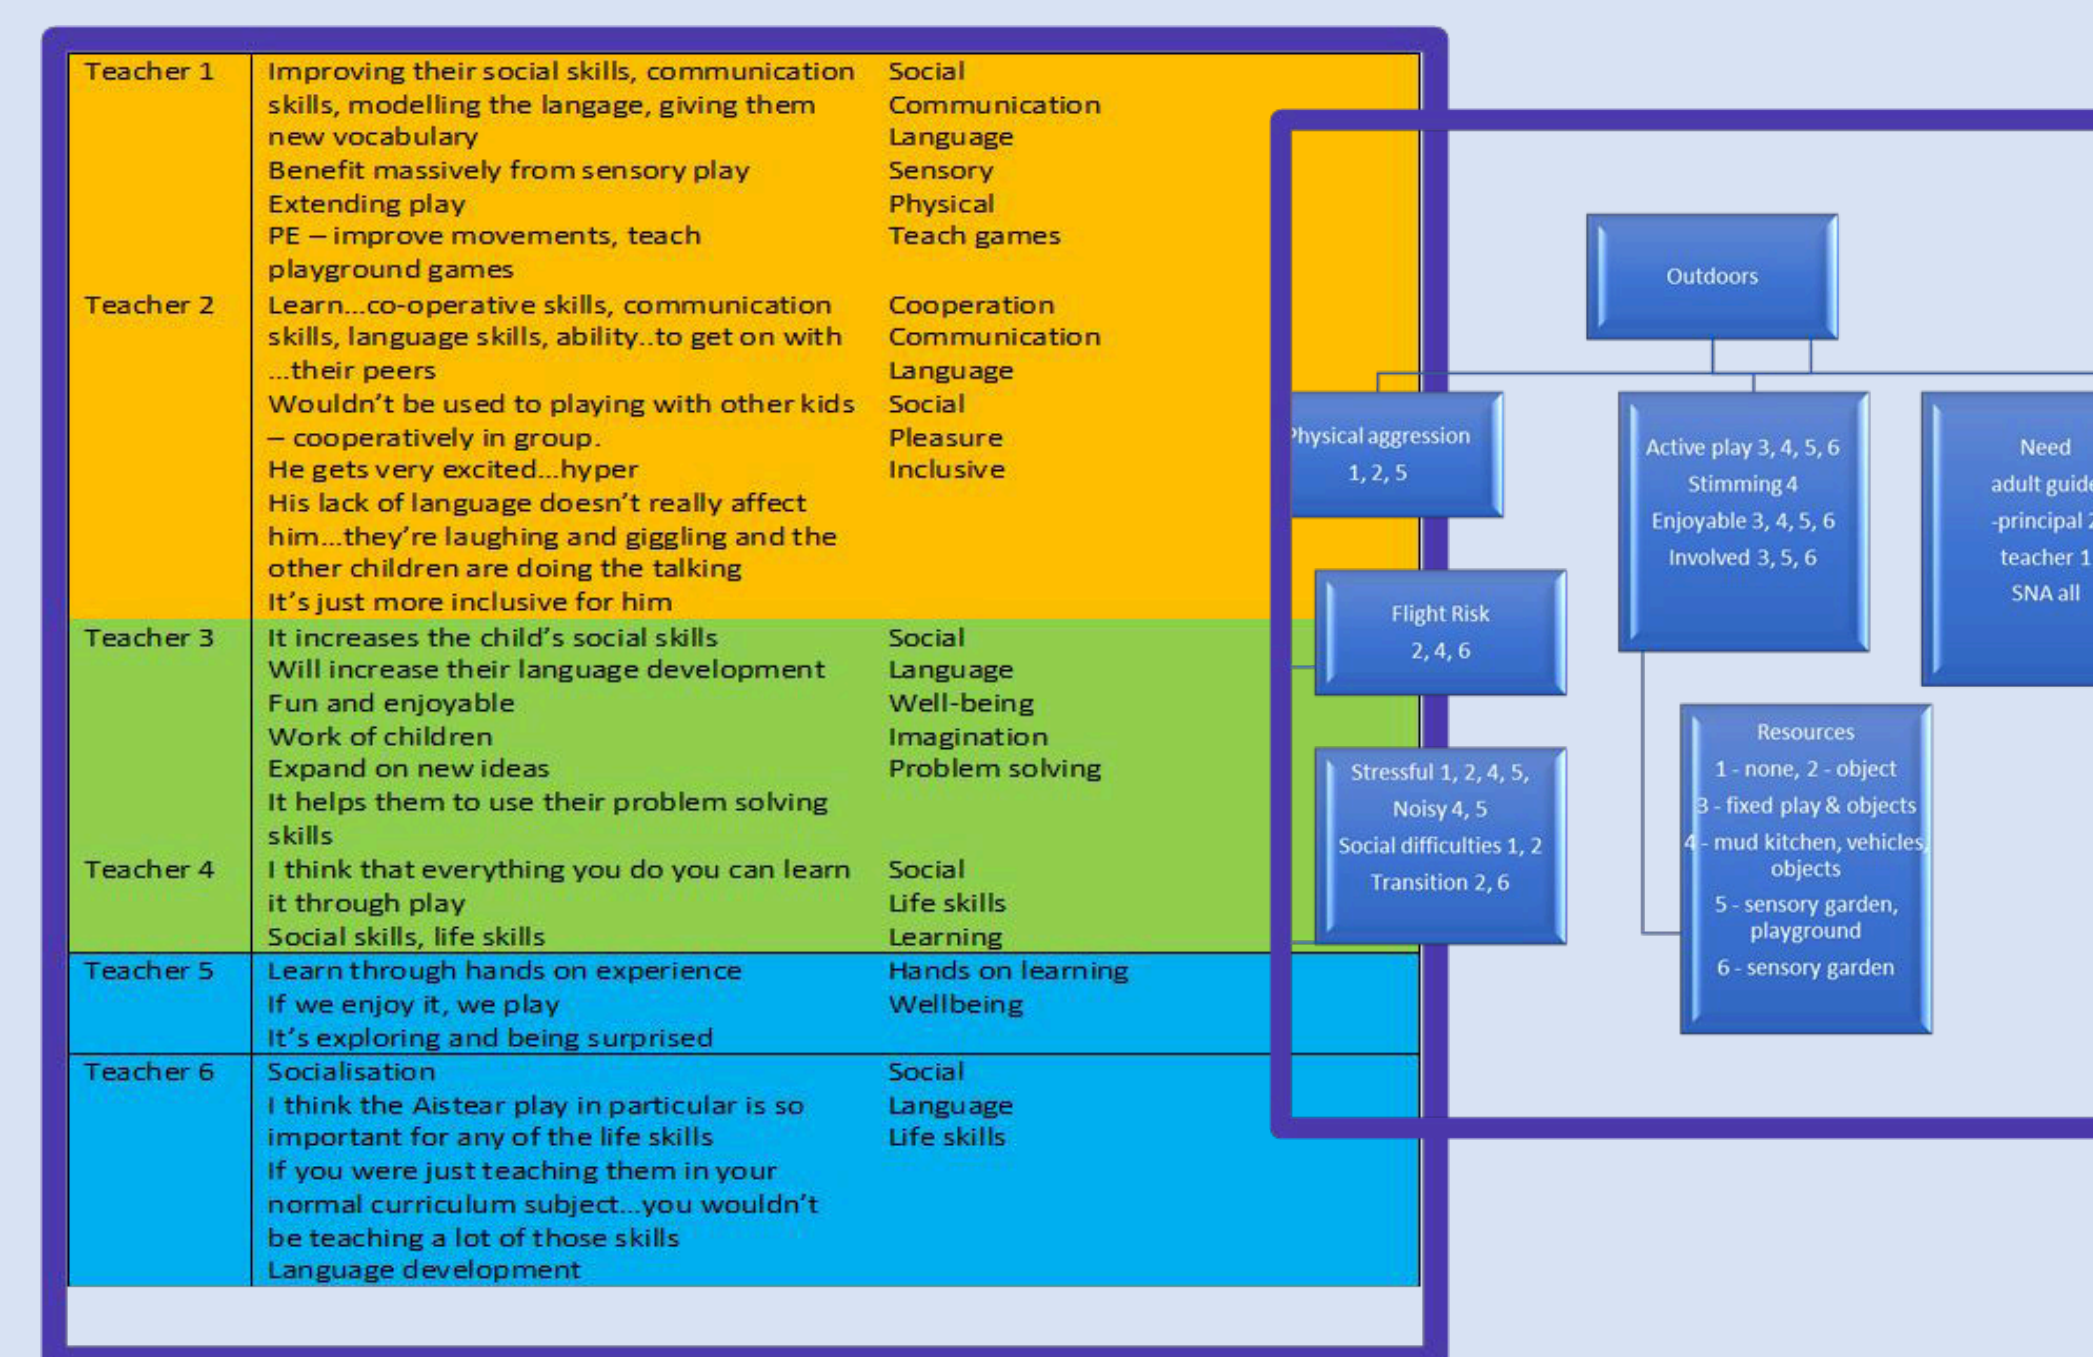 Teacher 1
Improving their social skills, communication
skills, modelling the langage, giving them
new vocabulary
Benefit massively from sensory play
Extending play
PE – improve movements, teach
playground games
Social
Communication
Language
Sensory
Physical
Teach games
Teacher 2
Learn...co-operative skills, communication
skills, language skills, ability..to get on with
...their peers
Wouldn't be used to playing with other kids
– cooperatively in group.
He gets very excited...hyper
His lack of language doesn't really affect
him...they're laughing and giggling and the
other children are doing the talking
It's just more inclusive for him
Cooperation
Communication
Language
Social
Pleasure
Inclusive
Teacher 3
It increases the child's social skills
Will increase their language development
Fun and enjoyable
Work of children
Expand on new ideas
It helps them to use their problem solving
skills
Social
Language
Well-being
Imagination
Problem solving
Teacher 4
I think that everything you do you can learn
it through play
Social skills, life skills
Social
Life skills
Learning
Teacher 5
Learn through hands on experience
If we enjoy it, we play
It's exploring and being surprised
Hands on learning
Wellbeing
Teacher 6
Socialisation
I think the Aistear play in particular is so
important for any of the life skills
If you were just teaching them in your
normal curriculum subject...you wouldn't
be teaching a lot of those skills
Language development
Social
Language
Life skills
Outdoors
Physical aggression
1, 2, 5
Flight Risk
2, 4, 6
Stressful 1, 2, 4, 5,
Noisy 4, 5
Social difficulties 1, 2
Transition 2, 6
Active play 3, 4, 5, 6
Stimming 4
Enjoyable 3, 4, 5, 6
Involved 3, 5, 6
Resources
1 - none, 2 - object
3 - fixed play & objects
4 - mud kitchen, vehicles,
objects
5 - sensory garden,
playground
6 - sensory garden
Need
adult guide
-principal 2
teacher 1
SNA all